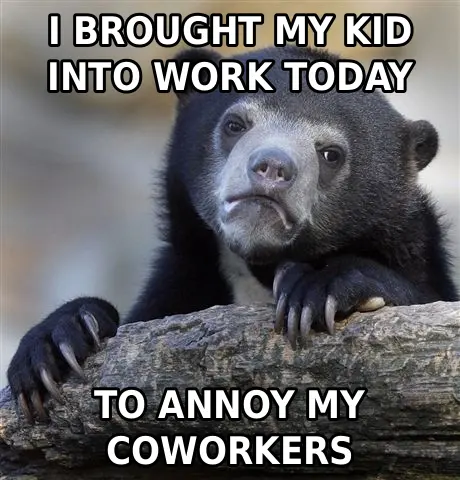 I BROUGHT MY KID
INTO WORK TODAY
TO ANNOY MY
COWORKERS